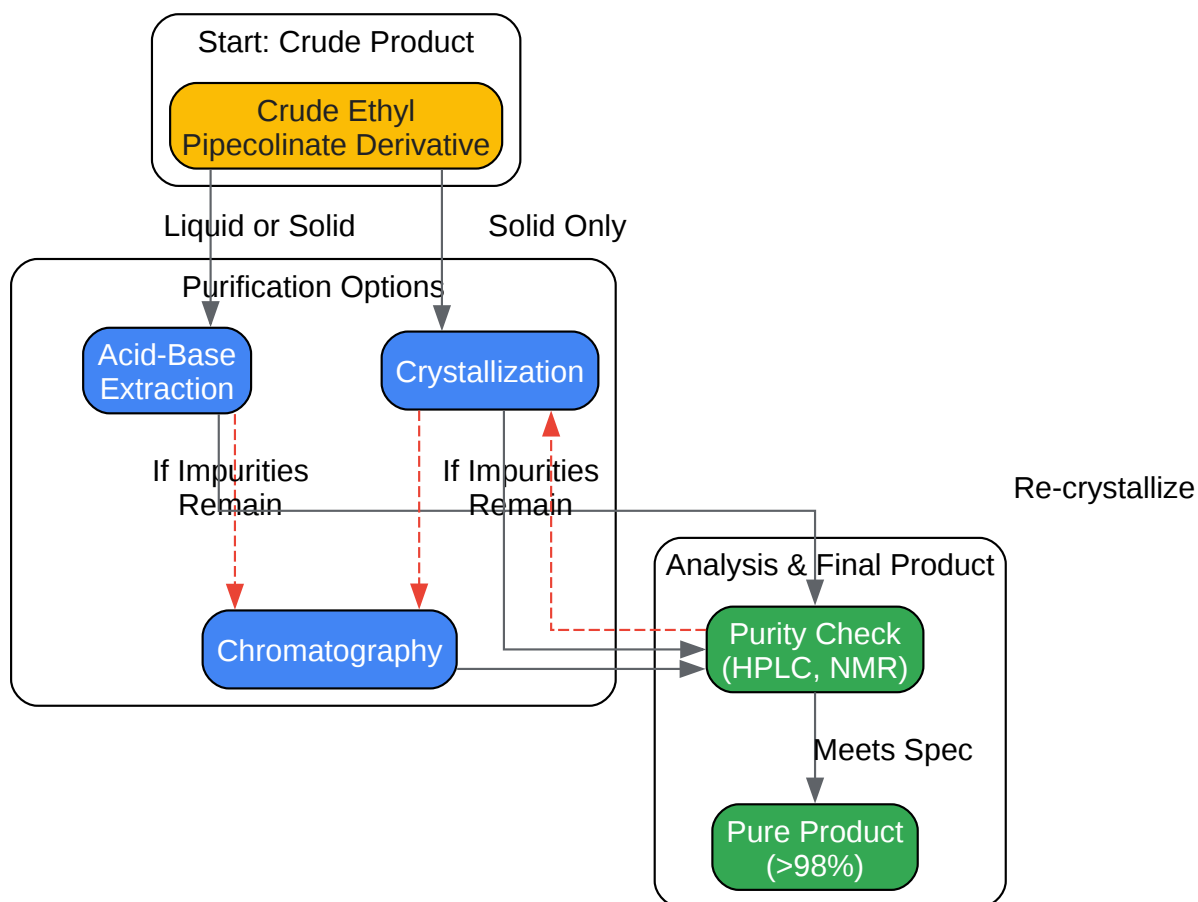 Start: Crude Product
Crude Ethyl
Pipecolinate Derivative
Liquid or Solid
Solid Only
Purification Options
Acid-Base
Extraction
Crystallization
If Impurities
Remain
If Impurities
Remain
Re-crystallize
Analysis & Final Product
Chromatography
Purity Check
(HPLC, NMR)
Meets Spec
Pure Product
(>98%)